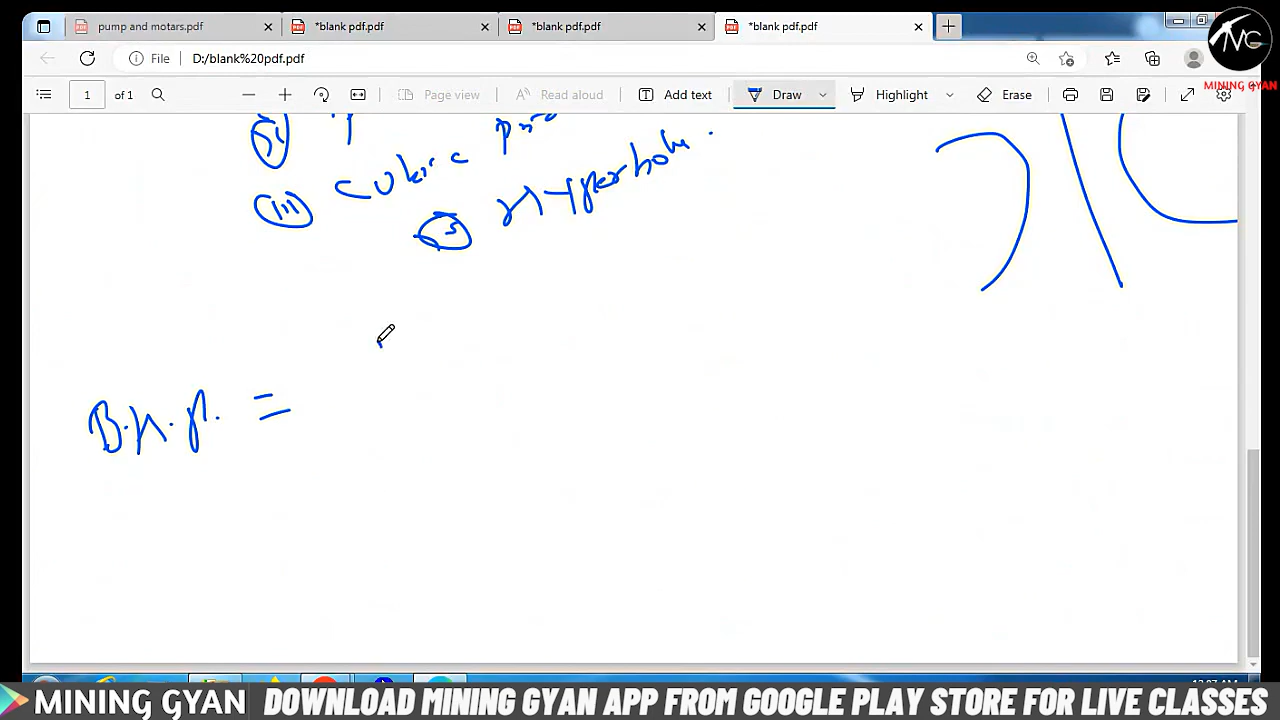 pump and motars.pdf
*blank pdf.pdf
*blank pdf.pdf
*blank pdf.pdf
File
D:/blank%20pdf.pdf
MINING GYAN
1
of 1
Page view
Read aloud
Add text
Draw
Highlight
Erase
(iii) cubic
Hyperbola.
B.H.P. =
MINING GYAN DOWNLOAD MINING GYAN APP FROM GOOGLE PLAY STORE FOR LIVE CLASSES